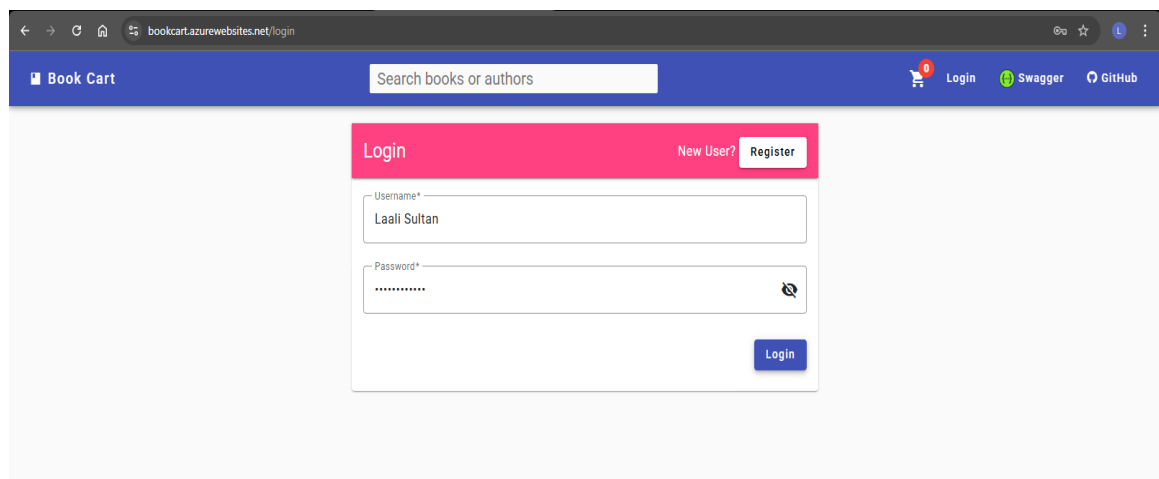 bookcart.azurewebsites.net/login
L
Book Cart
Search books or authors
0
Login
Swagger
GitHub
Login
New User? Register
Username*
Laali Sultan
Password*
............
Login